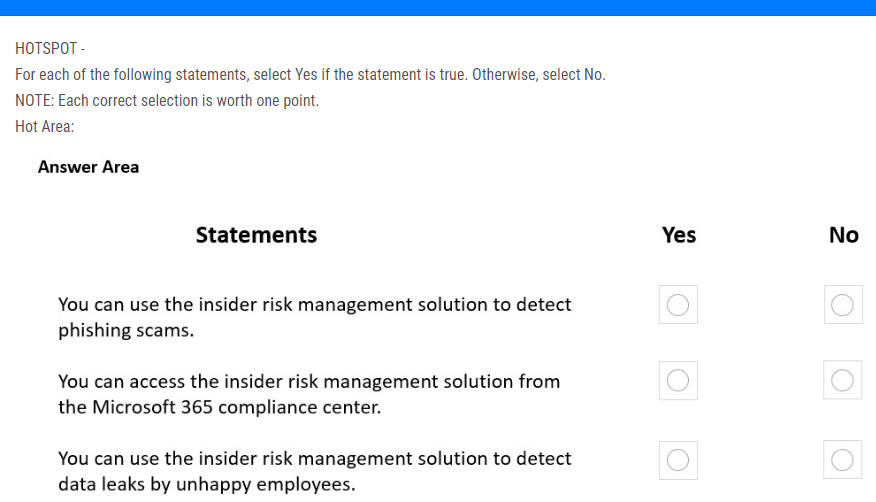 HOTSPOT -
For each of the following statements, select Yes if the statement is true. Otherwise, select No.
NOTE: Each correct selection is worth one point.
Hot Area:
Answer Area
Statements Yes No
You can use the insider risk management solution to detect
phishing scams.
You can access the insider risk management solution from
the Microsoft 365 compliance center.
You can use the insider risk management solution to detect
data leaks by unhappy employees.